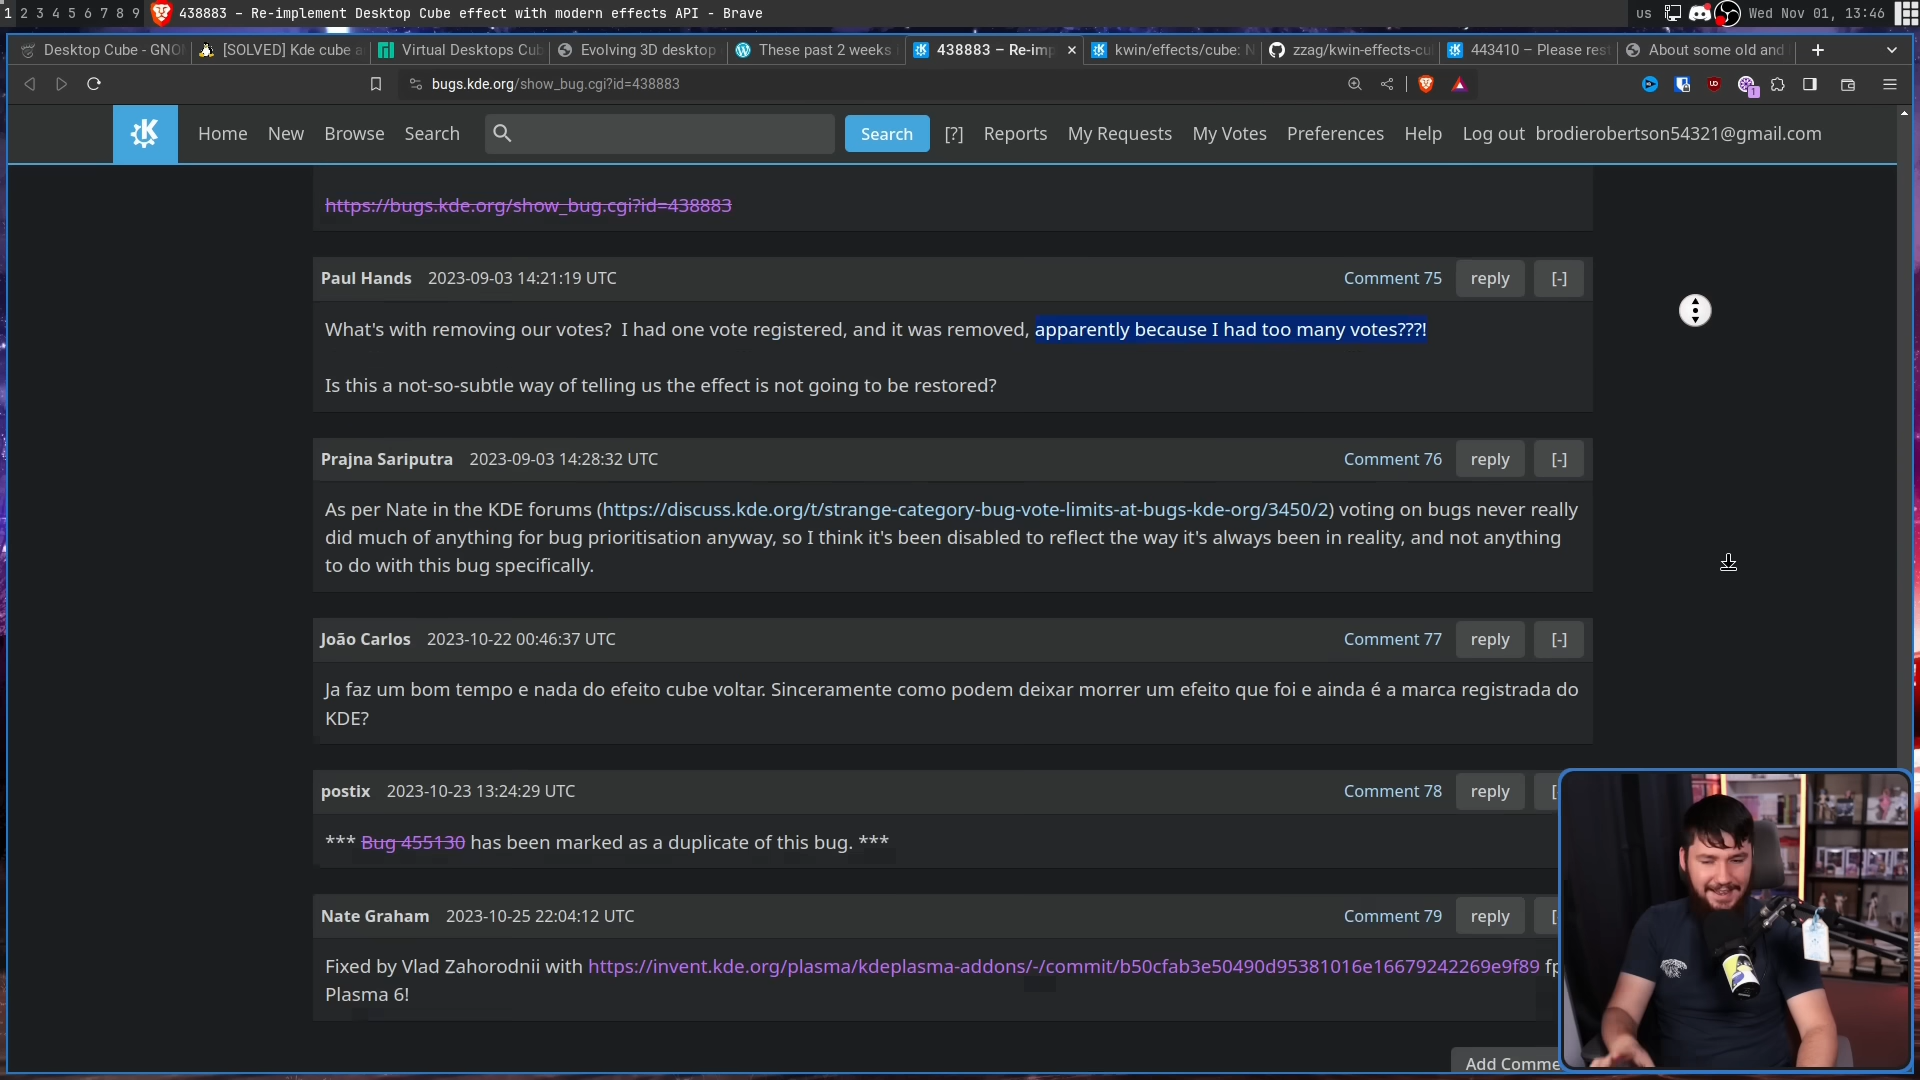 1 2 3 4 5 6 7 8 9 438883 – Re-implement Desktop Cube effect with modern effects API - Brave us Wed Nov 01, 13:46
Desktop Cube - GNO [SOLVED] Kde cube a Virtual Desktops Cu Evolving 3D desktop These past 2 weeks 438883 – Re-im kwin/effects/cube: N zzag/kwin-effects-cu 443410 – Please rest About some old and
bugs.kde.org/show_bug.cgi?id=438883
Home New Browse Search Search [?] Reports My Requests My Votes Preferences Help Log out brodierobertson54321@gmail.com
https://bugs.kde.org/show_bug.cgi?id=438883
Paul Hands 2023-09-03 14:21:19 UTC Comment 75 reply [-]
What's with removing our votes?  I had one vote registered, and it was removed, apparently because I had too many votes???!
Is this a not-so-subtle way of telling us the effect is not going to be restored?
Prajna Sariputra 2023-09-03 14:28:32 UTC Comment 76 reply [-]
As per Nate in the KDE forums (https://discuss.kde.org/t/strange-category-bug-vote-limits-at-bugs-kde-org/3450/2) voting on bugs never really
did much of anything for bug prioritisation anyway, so I think it's been disabled to reflect the way it's always been in reality, and not anything
to do with this bug specifically.
João Carlos 2023-10-22 00:46:37 UTC Comment 77 reply [-]
Ja faz um bom tempo e nada do efeito cube voltar. Sinceramente como podem deixar morrer um efeito que foi e ainda é a marca registrada do
KDE?
postix 2023-10-23 13:24:29 UTC Comment 78 reply [
*** Bug 455130 has been marked as a duplicate of this bug. ***
Nate Graham 2023-10-25 22:04:12 UTC Comment 79 reply [
Fixed by Vlad Zahorodnii with https://invent.kde.org/plasma/kdeplasma-addons/-/commit/b50cfab3e50490d95381016e16679242269e9f89 fp
Plasma 6!
Add Comme